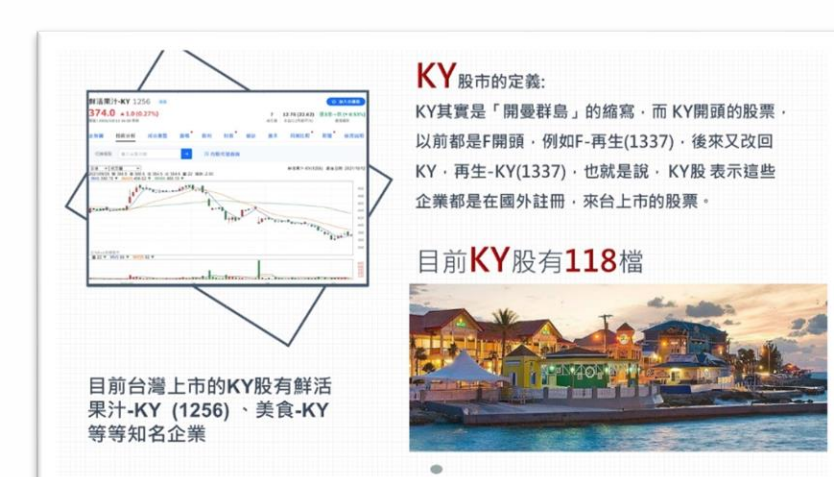 鮮活果汁-KY 1256
374.0 ▲1.0 (0.27%)
KY股市的定義:
KY其實是「開曼群島」的縮寫，而 KY開頭的股票，
以前都是F開頭，例如F-再生(1337)，後來又改回
KY，再生-KY(1337)，也就是說，KY股 表示這些
企業都是在國外註冊，來台上市的股票。
目前KY股有118檔
目前台灣上市的KY股有鮮活
果汁-KY (1256) 、美食-KY
等等知名企業